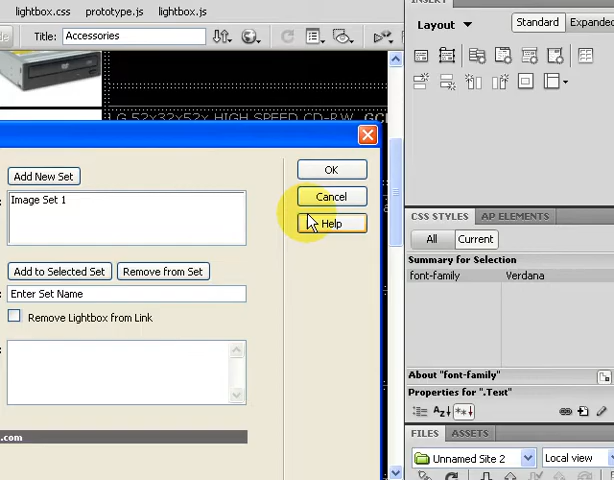 lightbox.css prototype.js lightbox.js
INSERT
Title: Accessories
Layout Standard Expanded
LG 52x32x52x HIGH SPEED CD-RW
Add New Set
OK
Image Set 1
Cancel
Help
AP ELEMENTS
CSS STYLES
All Current
Summary for Selection
font-family Verdana
Add to Selected Set Remove from Set
Enter Set Name
Remove Lightbox from Link
About "font-family"
Properties for ".Text"
.com
FILES ASSETS
Unnamed Site 2 Local view